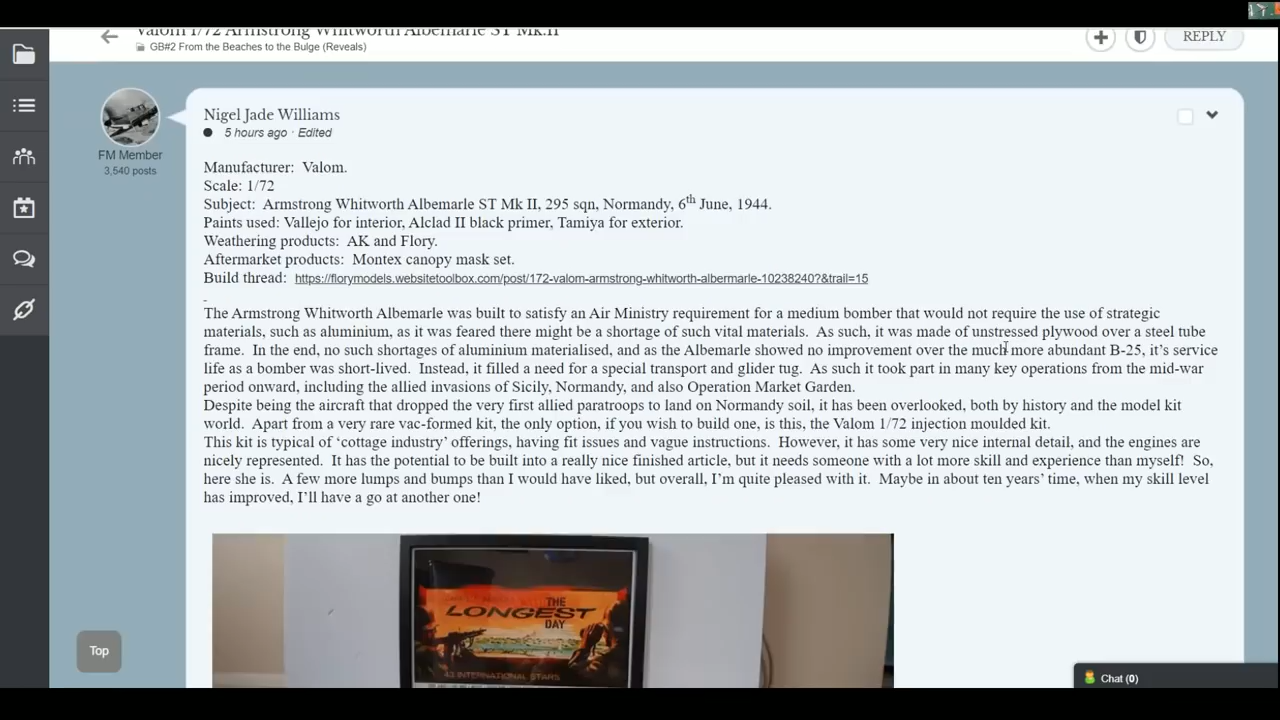 Valom 1/72 Armstrong Whitworth Albemarle ST Mk.II
GB#2 From the Beaches to the Bulge (Reveals)
REPLY
Nigel Jade Williams
5 hours ago · Edited
FM Member
3,540 posts
Manufacturer: Valom.
Scale: 1/72
Subject: Armstrong Whitworth Albemarle ST Mk II, 295 sqn, Normandy, 6th June, 1944.
Paints used: Vallejo for interior, Alclad II black primer, Tamiya for exterior.
Weathering products: AK and Flory.
Aftermarket products: Montex canopy mask set.
Build thread: https://florymodels.websitetoolbox.com/post/172-valom-armstrong-whitworth-albermarle-10238240?&trail=15
The Armstrong Whitworth Albemarle was built to satisfy an Air Ministry requirement for a medium bomber that would not require the use of strategic
materials, such as aluminium, as it was feared there might be a shortage of such vital materials. As such, it was made of unstressed plywood over a steel tube
frame. In the end, no such shortages of aluminium materialised, and as the Albemarle showed no improvement over the much more abundant B-25, it's service
life as a bomber was short-lived. Instead, it filled a need for a special transport and glider tug. As such it took part in many key operations from the mid-war
period onward, including the allied invasions of Sicily, Normandy, and also Operation Market Garden.
Despite being the aircraft that dropped the very first allied paratroops to land on Normandy soil, it has been overlooked, both by history and the model kit
world. Apart from a very rare vac-formed kit, the only option, if you wish to build one, is this, the Valom 1/72 injection moulded kit.
This kit is typical of 'cottage industry' offerings, having fit issues and vague instructions. However, it has some very nice internal detail, and the engines are
nicely represented. It has the potential to be built into a really nice finished article, but it needs someone with a lot more skill and experience than myself! So,
here she is. A few more lumps and bumps than I would have liked, but overall, I'm quite pleased with it. Maybe in about ten years' time, when my skill level
has improved, I'll have a go at another one!
THE
LONGEST
DAY
INTERNATIONAL STARS
Top
Chat (0)